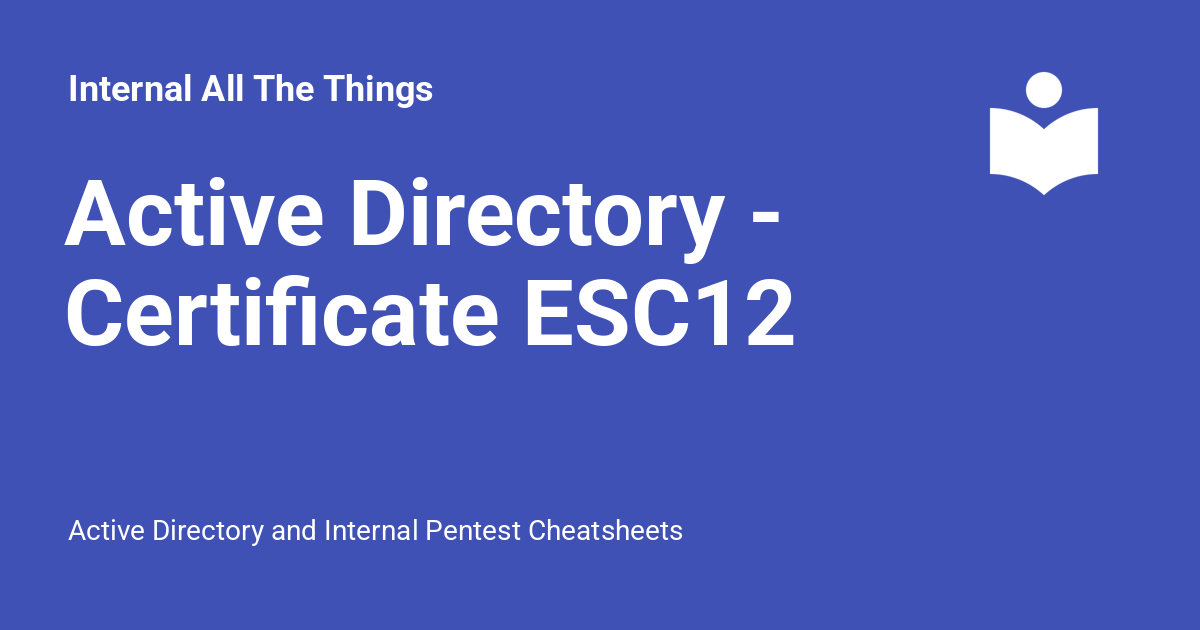 Internal All The Things
Active Directory -
Certificate ESC12
Active Directory and Internal Pentest Cheatsheets